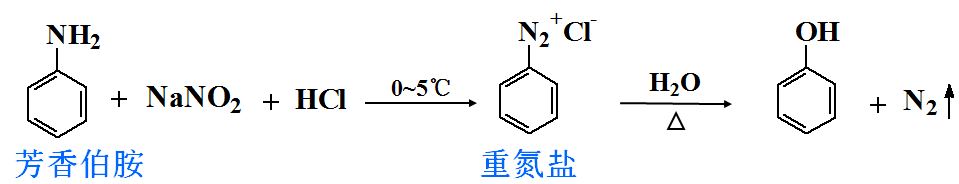 NH₂ N₂⁺Cl⁻ OH
+ NaNO₂ + HCl 0~5℃ H₂O △ + N₂↑
芳香伯胺 重氮盐